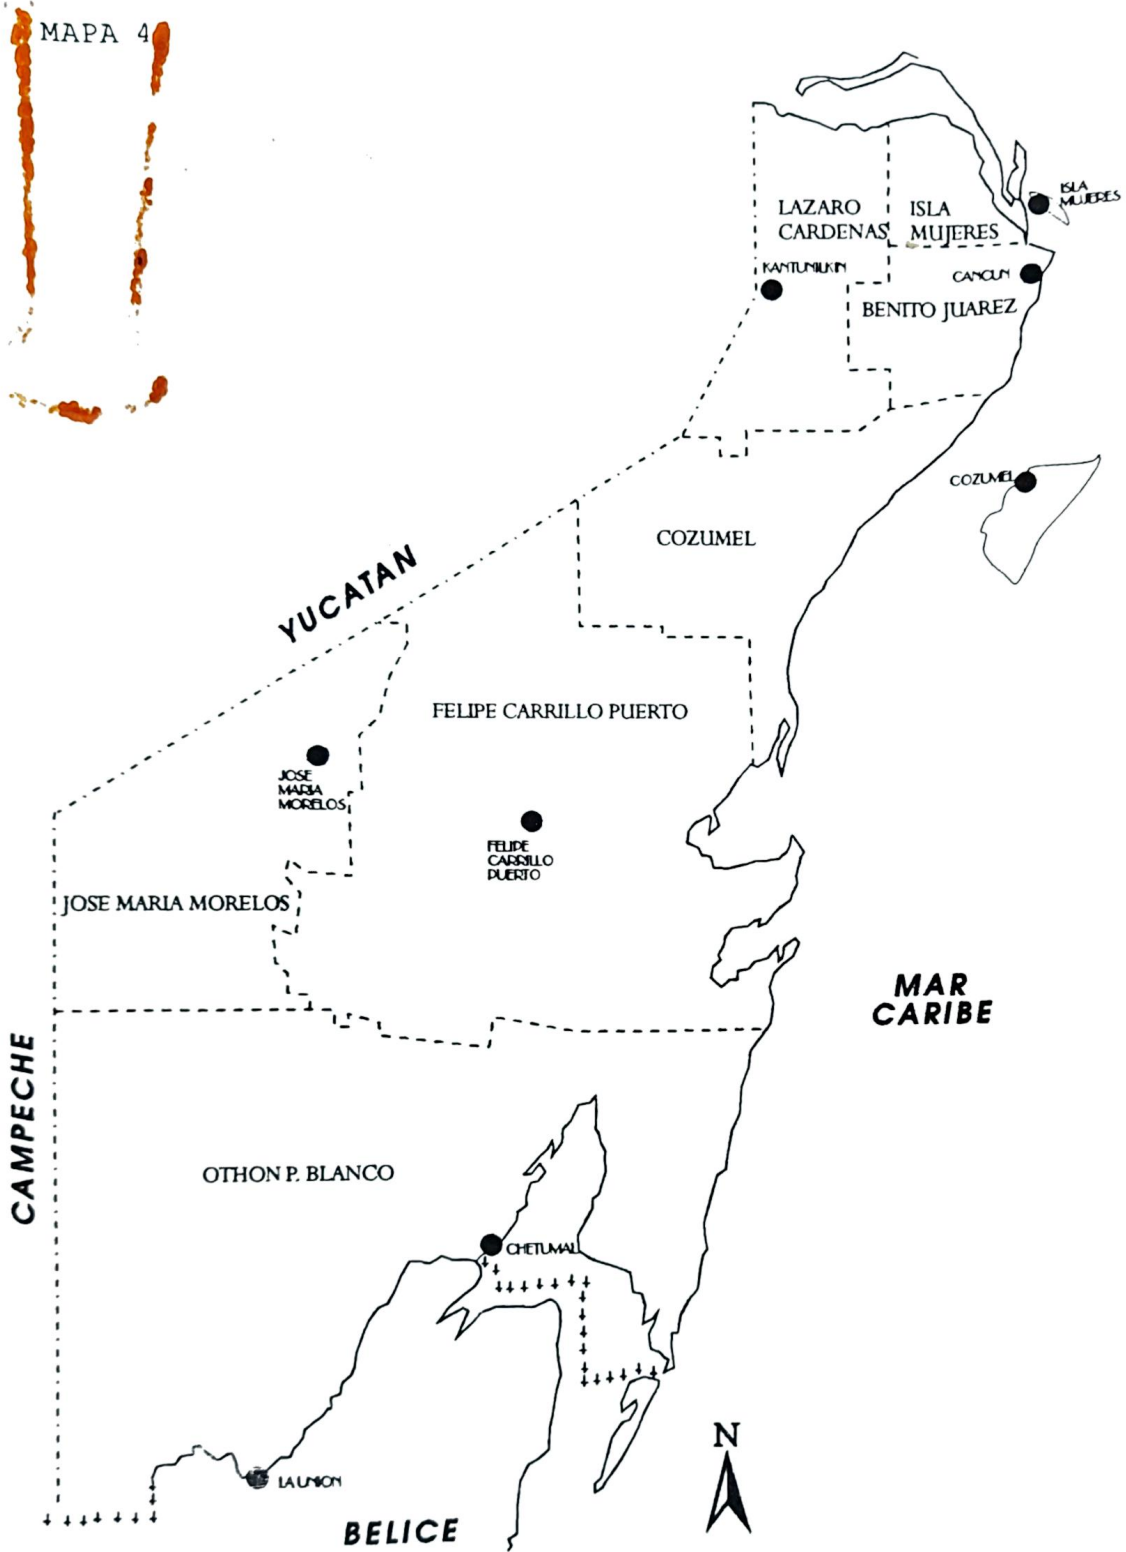 MAPA 4
ISLA
MUJERES
LAZARO
CARDENAS
ISLA
MUJERES
KANTUNILKIN
CANCUN
BENITO JUAREZ
COZUMEL
COZUMEL
YUCATAN
FELIPE CARRILLO PUERTO
JOSE
MARIA
MORELOS
FELIPE
CARRILLO
PUERTO
JOSE MARIA MORELOS
MAR
CARIBE
CAMPECHE
OTHON P. BLANCO
CHETUMAL
N
LA UNION
BELICE